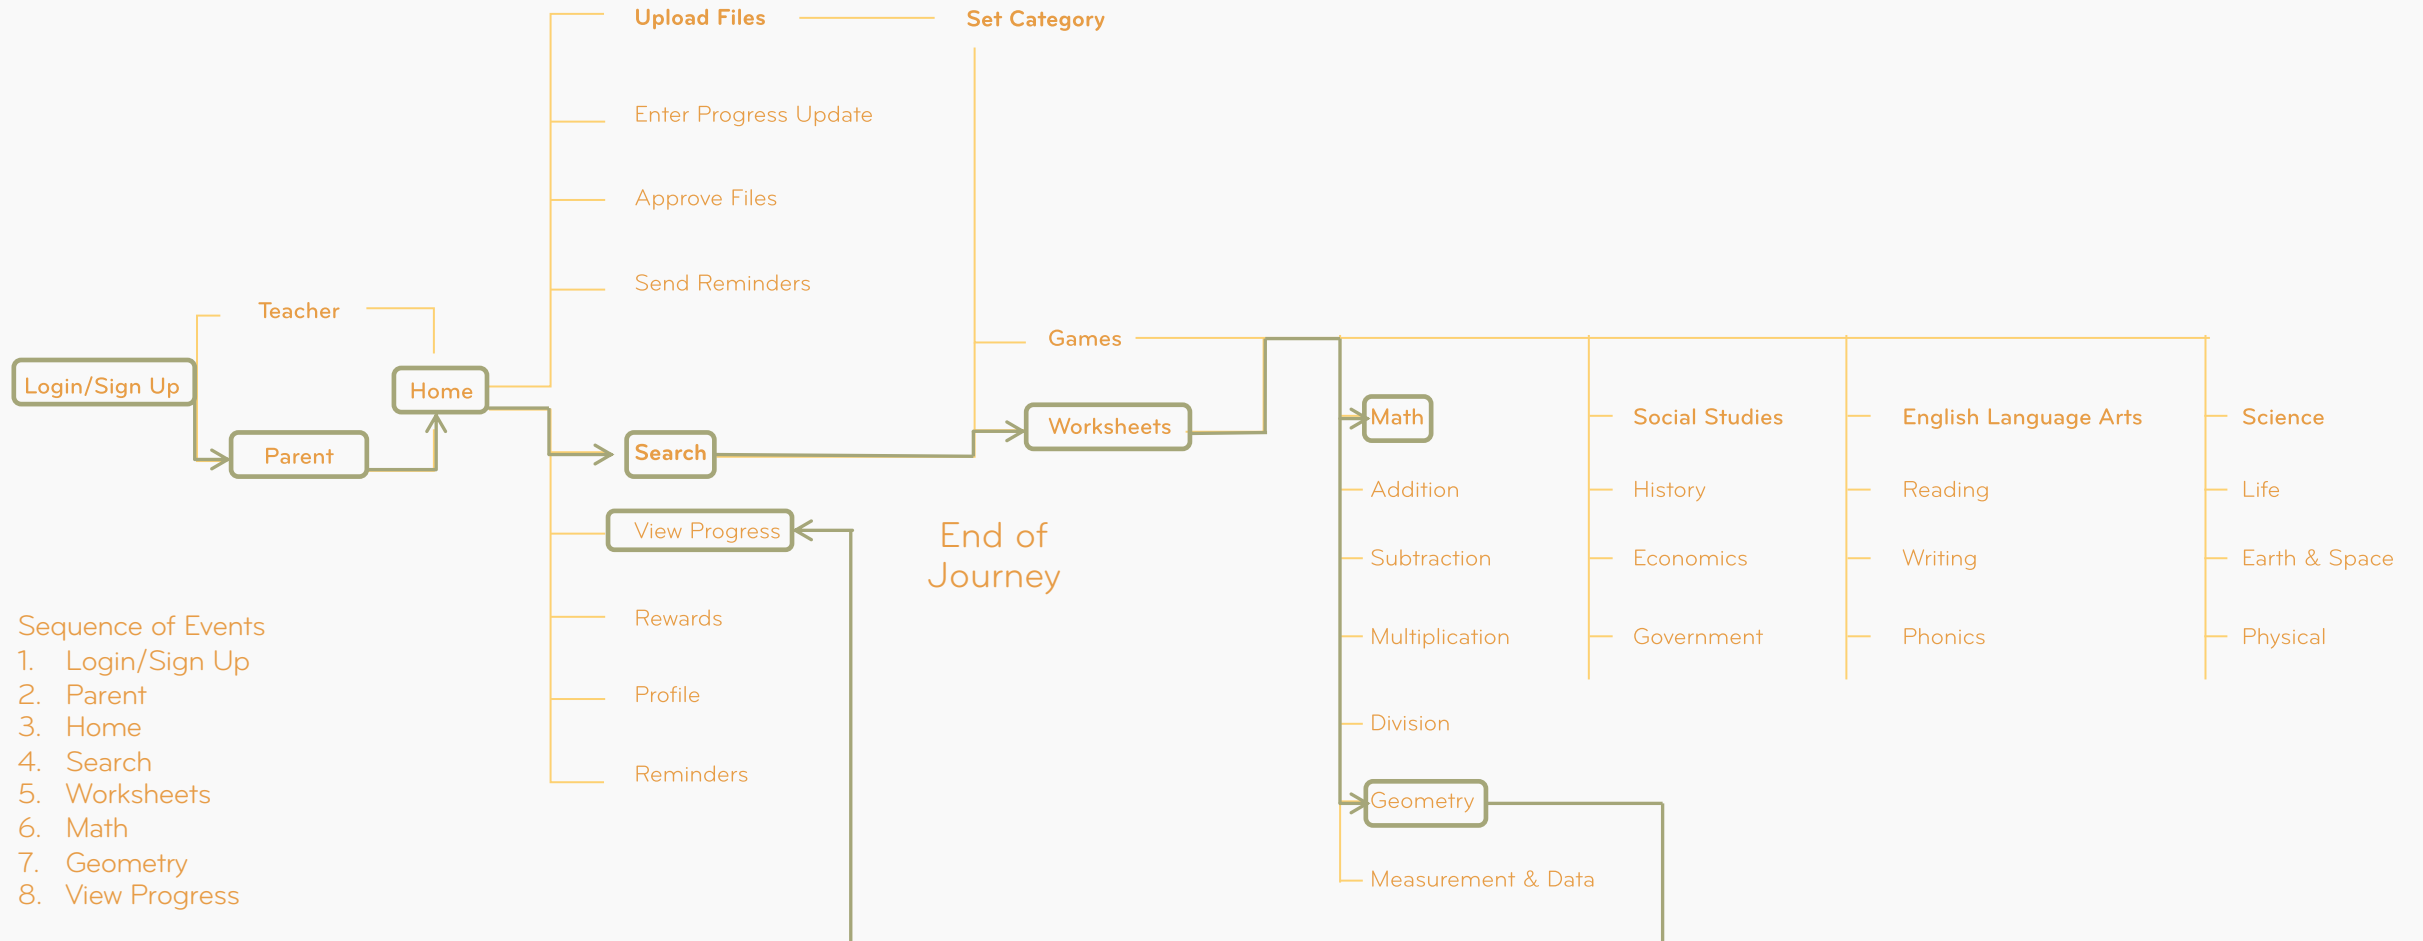 Upload Files
Set Category
Enter Progress Update
Approve Files
Send Reminders
Teacher
Login/Sign Up
Parent
Home
Search
View Progress
Rewards
Profile
Reminders
Games
Worksheets
End of
Journey
Math
Addition
Subtraction
Multiplication
Division
Geometry
Measurement & Data
Social Studies
History
Economics
Government
English Language Arts
Reading
Writing
Phonics
Science
Life
Earth & Space
Physical
Sequence of Events
1. Login/Sign Up
2. Parent
3. Home
4. Search
5. Worksheets
6. Math
7. Geometry
8. View Progress